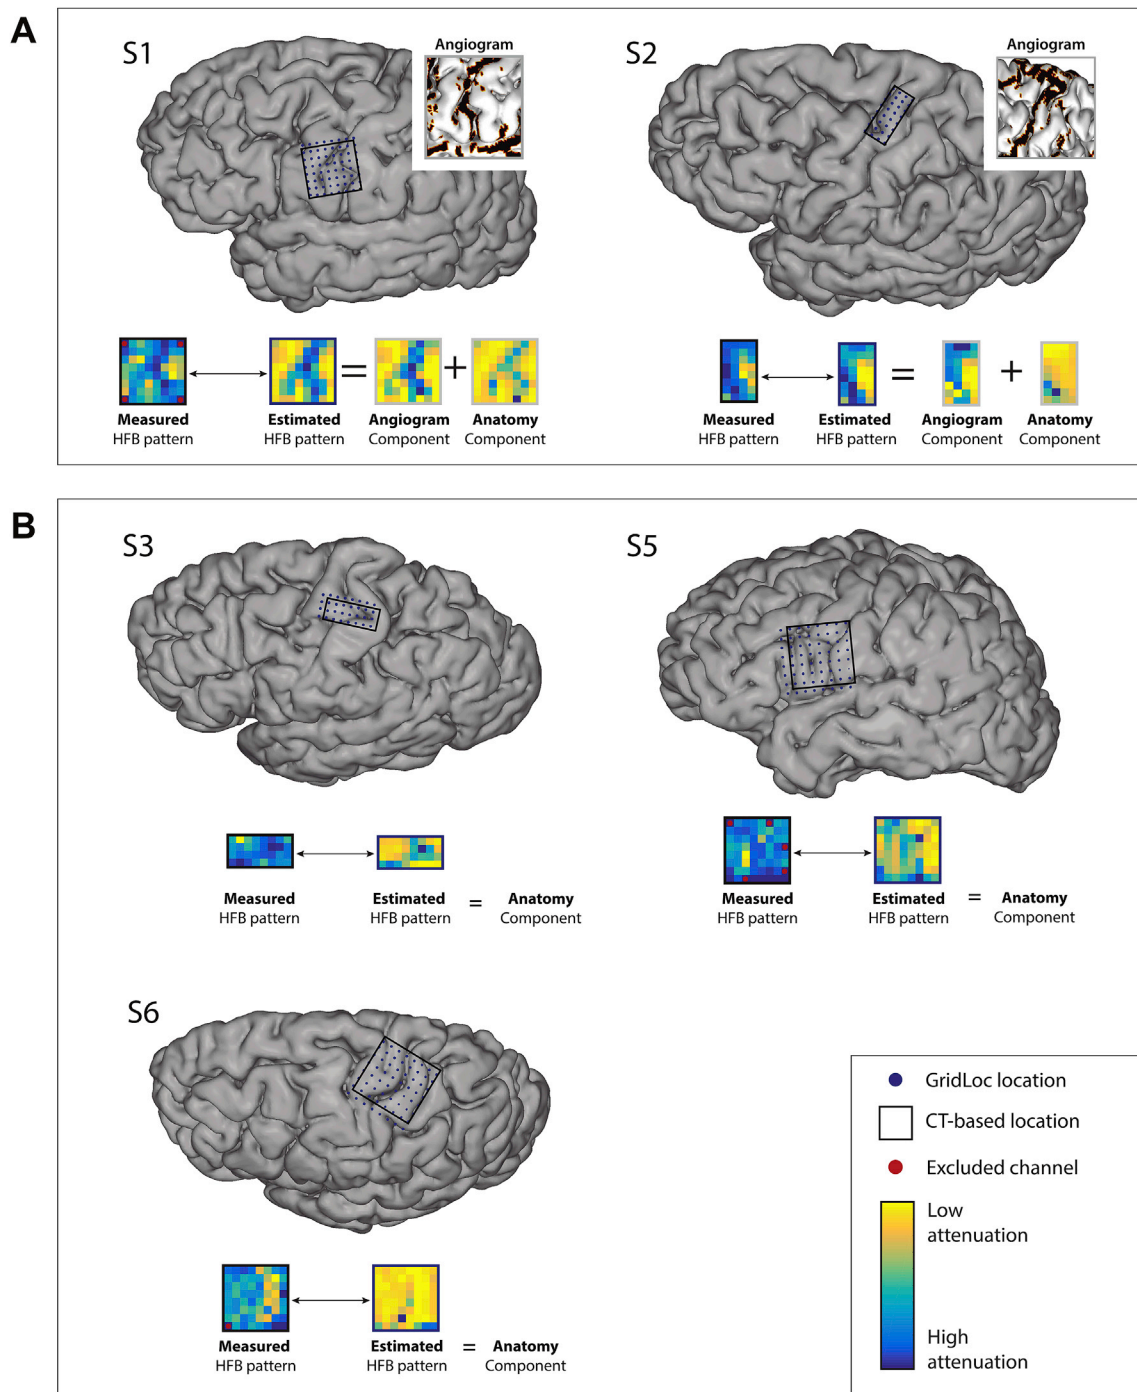 A
S1
Angiogram
S2
Angiogram
Measured
HFB pattern
Estimated
HFB pattern
=
Angiogram
Component
+
Anatomy
Component
Measured
HFB pattern
Estimated
HFB pattern
=
Angiogram
Component
+
Anatomy
Component
B
S3
S5
Measured
HFB pattern
Estimated
HFB pattern
=
Anatomy
Component
Measured
HFB pattern
Estimated
HFB pattern
=
Anatomy
Component
S6
Measured
HFB pattern
Estimated
HFB pattern
=
Anatomy
Component
GridLoc location
CT-based location
Excluded channel
Low
attenuation
High
attenuation